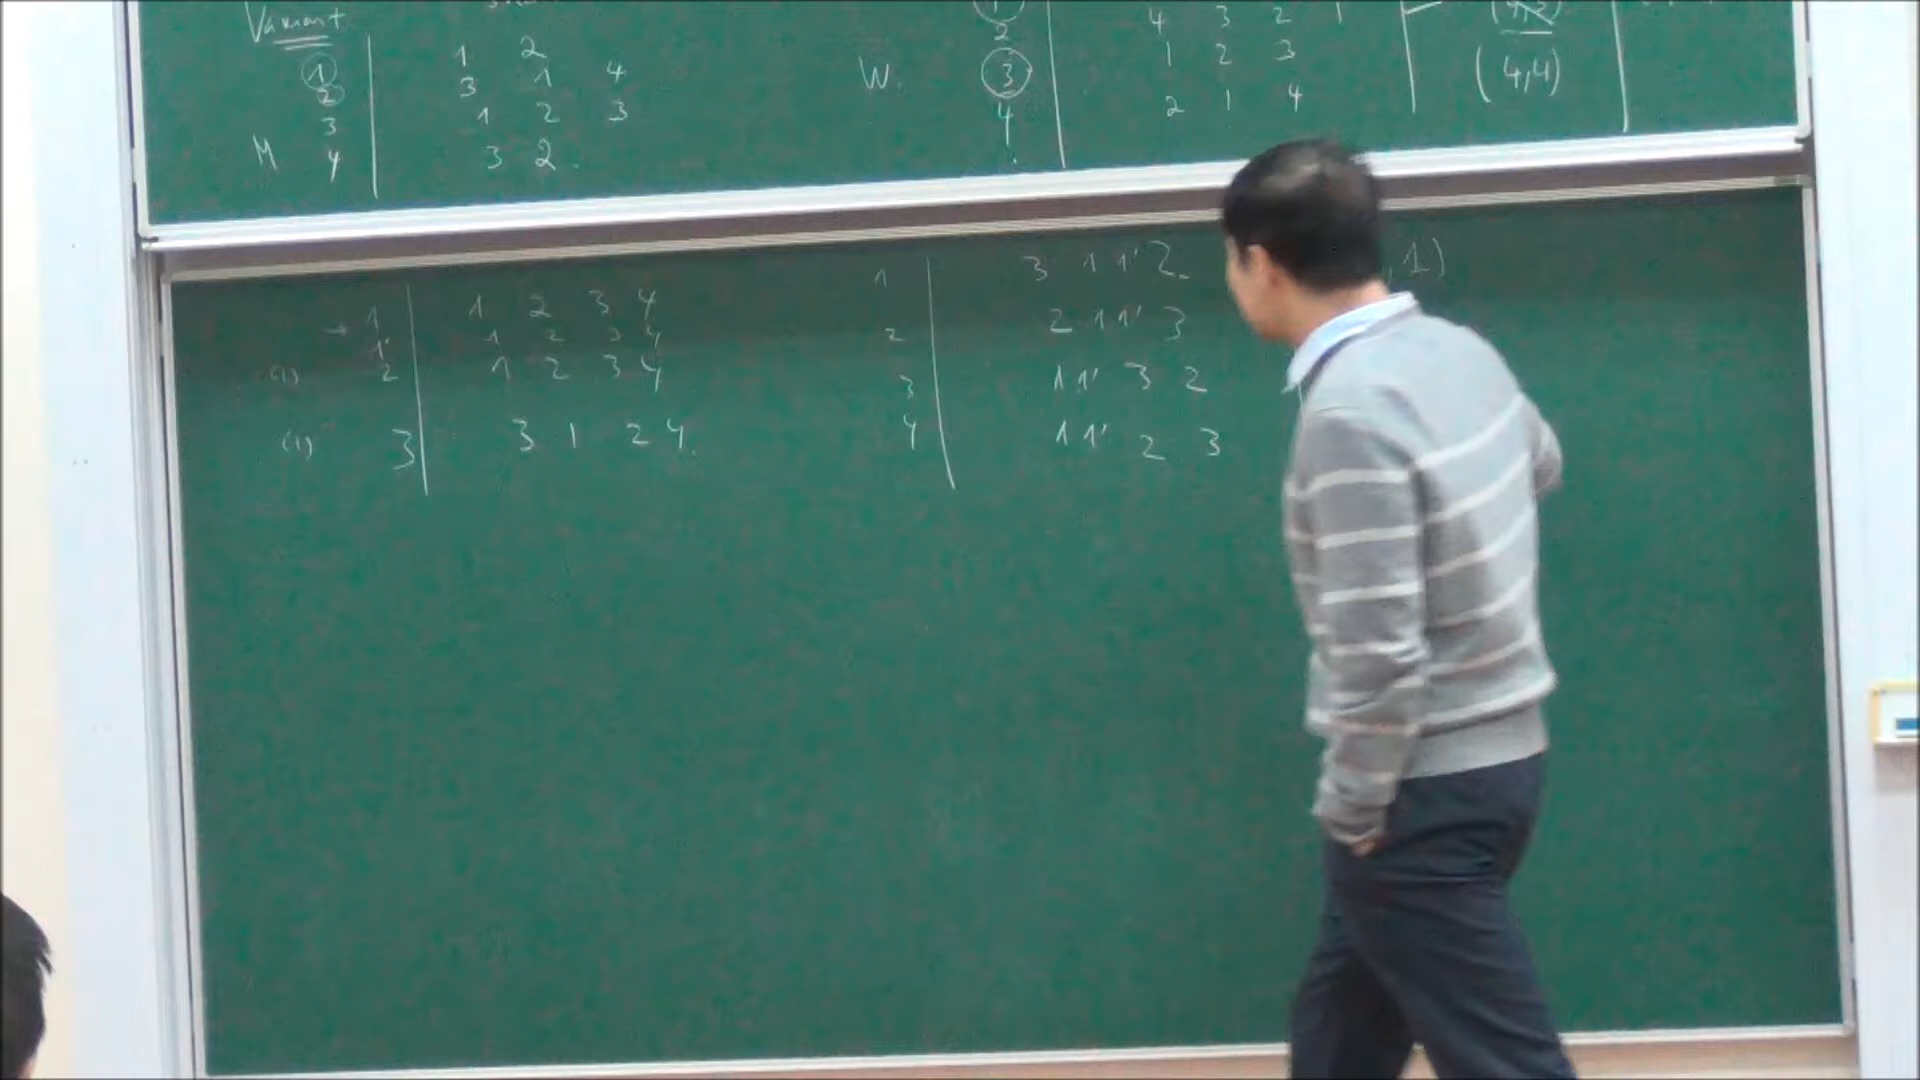 Variant
1 | 1 2
2 | 3 1 4
3 | 1 2 3
M 4 | 3 2 .
2 | 4 3 2 1
W. 3 | 1 2 3
4 | 2 1 4
(4,4)
1 | 1 2 3 4
1' | 1 2 3 4
(1) 2 | 1 2 3 4
(1) 3 | 3 1 2 4.
1 | 3 1 1' 2.
2 | 2 1 1' 3
3 | 1 1' 3 2
4 | 1 1' 2 3
, 1)